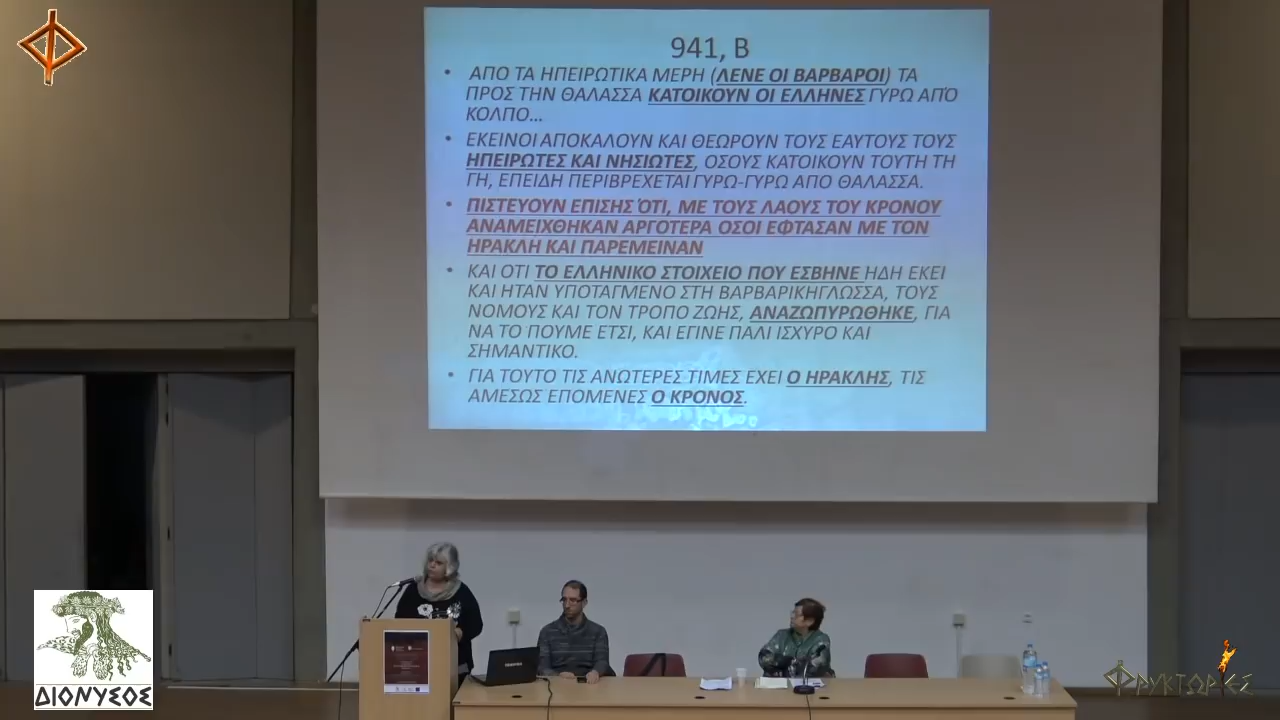 941, Β
• ΑΠΟ ΤΑ ΗΠΕΙΡΩΤΙΚΑ ΜΕΡΗ (ΛΕΝΕ ΟΙ ΒΑΡΒΑΡΟΙ) ΤΑ
ΠΡΟΣ ΤΗΝ ΘΑΛΑΣΣΑ ΚΑΤΟΙΚΟΥΝ ΟΙ ΕΛΛΗΝΕΣ ΓΥΡΩ ΑΠΌ
ΚΟΛΠΟ...
• ΕΚΕΙΝΟΙ ΑΠΟΚΑΛΟΥΝ ΚΑΙ ΘΕΩΡΟΥΝ ΤΟΥΣ ΕΑΥΤΟΥΣ ΤΟΥΣ
ΗΠΕΙΡΩΤΕΣ ΚΑΙ ΝΗΣΙΩΤΕΣ, ΟΣΟΥΣ ΚΑΤΟΙΚΟΥΝ ΤΟΥΤΗ ΤΗ
ΓΗ, ΕΠΕΙΔΗ ΠΕΡΙΒΡΕΧΕΤΑΙ ΓΥΡΩ-ΓΥΡΩ ΑΠΟ ΘΑΛΑΣΣΑ.
• ΠΙΣΤΕΥΟΥΝ ΕΠΙΣΗΣ ΌΤΙ, ΜΕ ΤΟΥΣ ΛΑΟΥΣ ΤΟΥ ΚΡΟΝΟΥ
ΑΝΑΜΕΙΧΘΗΚΑΝ ΑΡΓΟΤΕΡΑ ΟΣΟΙ ΕΦΤΑΣΑΝ ΜΕ ΤΟΝ
ΗΡΑΚΛΗ ΚΑΙ ΠΑΡΕΜΕΙΝΑΝ
• ΚΑΙ ΟΤΙ ΤΟ ΕΛΛΗΝΙΚΟ ΣΤΟΙΧΕΙΟ ΠΟΥ ΕΣΒΗΝΕ ΗΔΗ ΕΚΕΙ
ΚΑΙ ΗΤΑΝ ΥΠΟΤΑΓΜΕΝΟ ΣΤΗ ΒΑΡΒΑΡΙΚΗΓΛΩΣΣΑ, ΤΟΥΣ
ΝΟΜΟΥΣ ΚΑΙ ΤΟΝ ΤΡΟΠΟ ΖΩΗΣ, ΑΝΑΖΩΠΥΡΩΘΗΚΕ, ΓΙΑ
ΝΑ ΤΟ ΠΟΥΜΕ ΕΤΣΙ, ΚΑΙ ΕΓΙΝΕ ΠΑΛΙ ΙΣΧΥΡΟ ΚΑΙ
ΣΗΜΑΝΤΙΚΟ.
• ΓΙΑ ΤΟΥΤΟ ΤΙΣ ΑΝΩΤΕΡΕΣ ΤΙΜΕΣ ΕΧΕΙ Ο ΗΡΑΚΛΗΣ, ΤΙΣ
ΑΜΕΣΩΣ ΕΠΟΜΕΝΕΣ Ο ΚΡΟΝΟΣ.
ΔΙΟΝΥΣΟΣ
ΦΡΥΚΤΩΡΙΕΣ